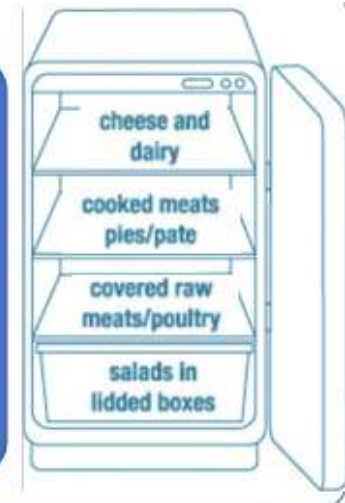 cheese and
dairy
cooked meats
pies/pate
covered raw
meats/poultry
salads in
lidded boxes